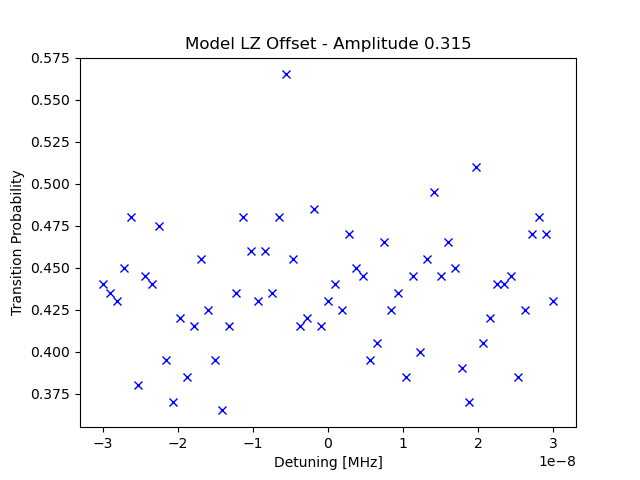 Model LZ Offset - Amplitude 0.315
0.575
0.550
0.525
0.500
0.475
0.450
0.425
0.400
0.375
Transition Probability
−3 −2 −1 0 1 2 3
1e−8
Detuning [MHz]